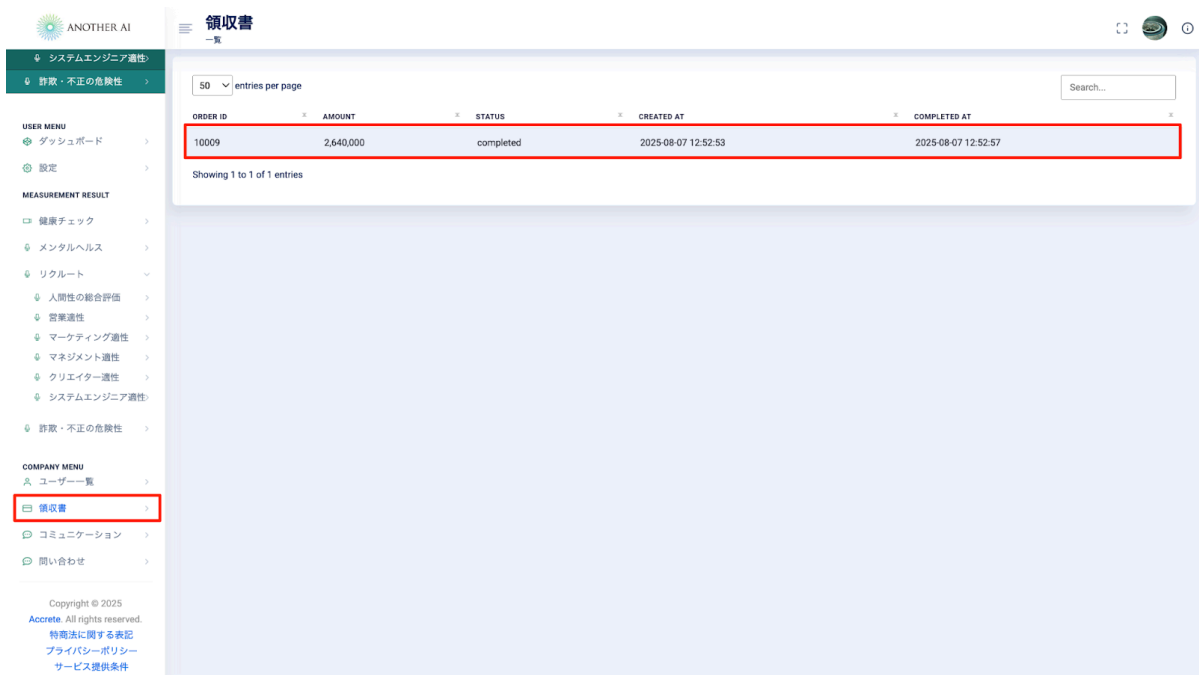 ANOTHER AI
領収書
一覧
システムエンジニア適性
詐欺・不正の危険性
USER MENU
ダッシュボード
設定
MEASUREMENT RESULT
健康チェック
メンタルヘルス
リクルート
人間性の総合評価
営業適性
マーケティング適性
マネジメント適性
クリエイター適性
システムエンジニア適性
詐欺・不正の危険性
COMPANY MENU
ユーザー一覧
領収書
コミュニケーション
問い合わせ
Copyright © 2025
Accrete. All rights reserved.
特商法に関する表記
プライバシーポリシー
サービス提供条件
50 entries per page
Search...
ORDER ID AMOUNT STATUS CREATED AT COMPLETED AT
10009 2,640,000 completed 2025-08-07 12:52:53 2025-08-07 12:52:57
Showing 1 to 1 of 1 entries